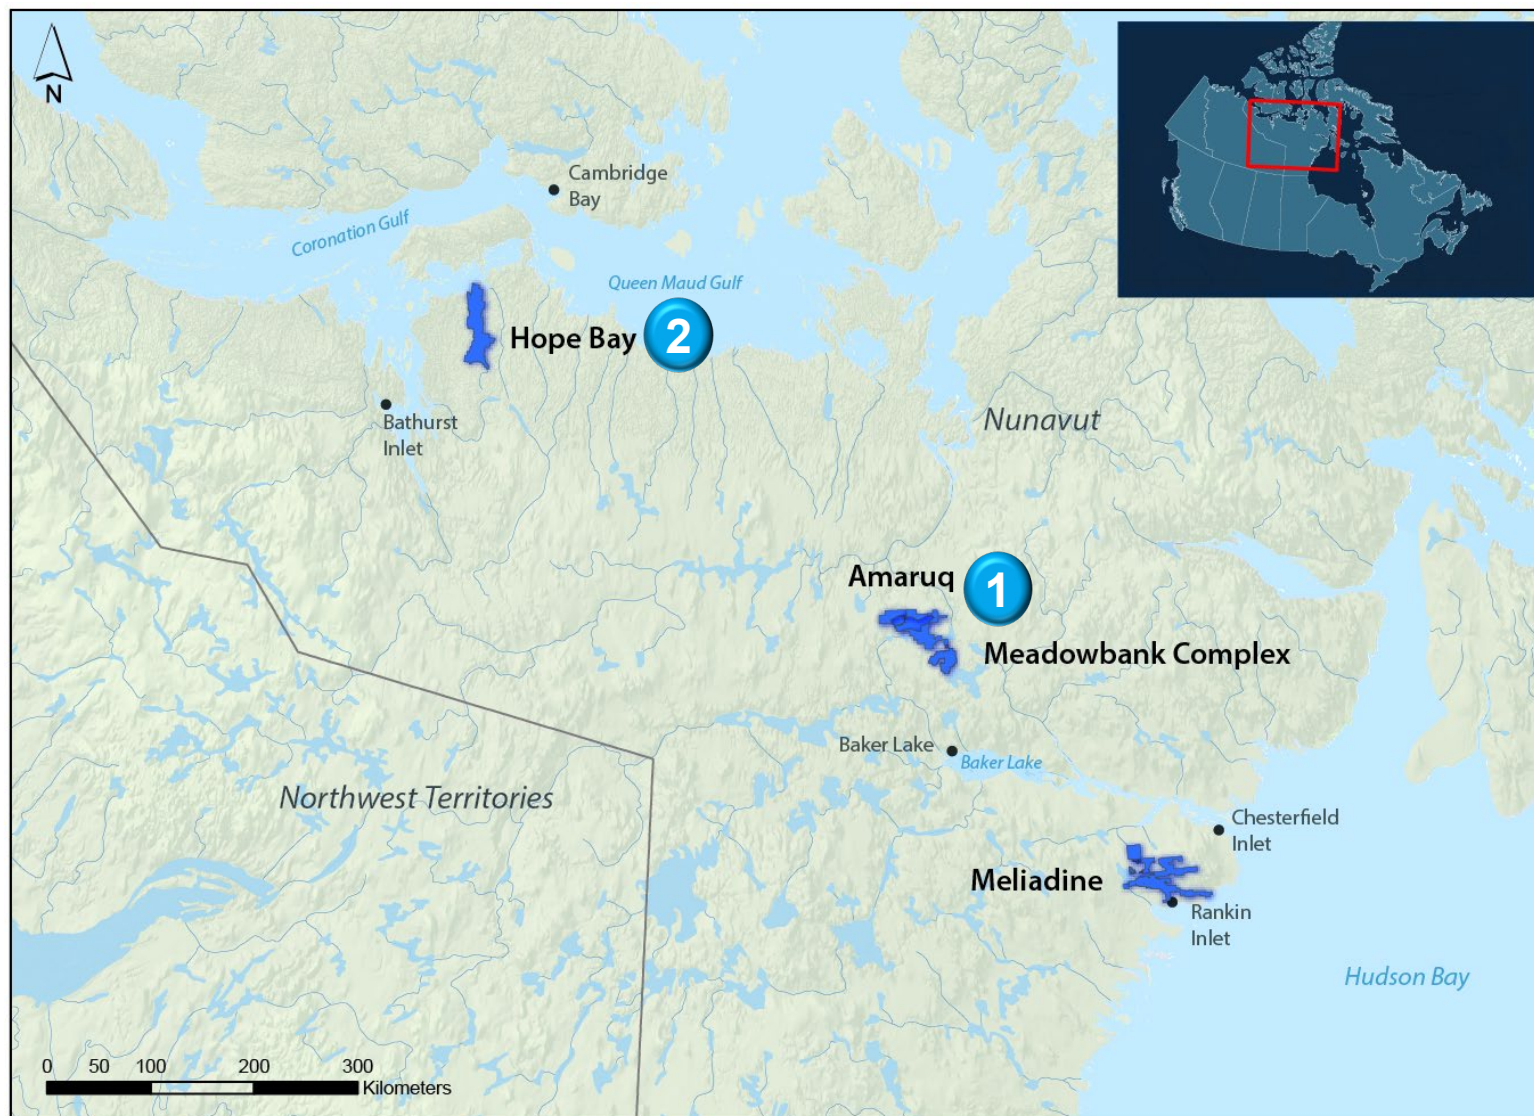 N
Cambridge
Bay
Coronation Gulf
Queen Maud Gulf
Hope Bay
2
Bathurst
Inlet
Nunavut
Amaruq
1
Meadowbank Complex
Baker Lake
Baker Lake
Northwest Territories
Chesterfield
Inlet
Meliadine
Rankin
Inlet
Hudson Bay
0 50 100 200 300
Kilometers